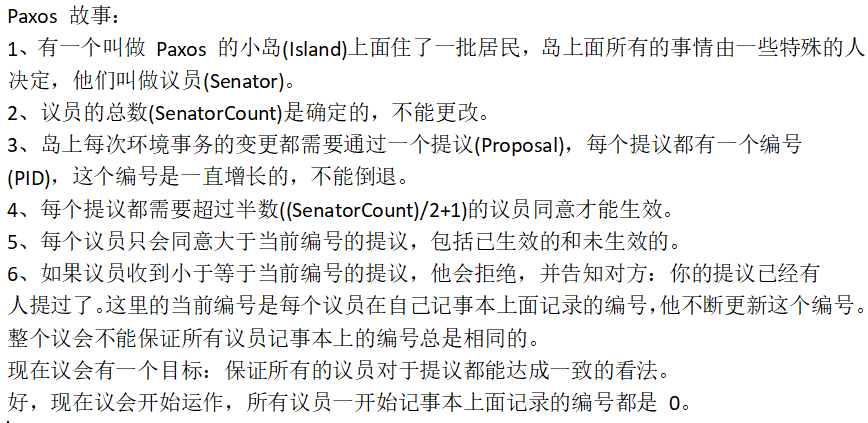 Paxos 故事：
1、有一个叫做 Paxos 的小岛(Island)上面住了一批居民，岛上面所有的事情由一些特殊的人
决定，他们叫做议员(Senator)。
2、议员的总数(SenatorCount)是确定的，不能更改。
3、岛上每次环境事务的变更都需要通过一个提议(Proposal)，每个提议都有一个编号
(PID)，这个编号是一直增长的，不能倒退。
4、每个提议都需要超过半数((SenatorCount)/2+1)的议员同意才能生效。
5、每个议员只会同意大于当前编号的提议，包括已生效的和未生效的。
6、如果议员收到小于等于当前编号的提议，他会拒绝，并告知对方：你的提议已经有
人提过了。这里的当前编号是每个议员在自己记事本上面记录的编号，他不断更新这个编号。
整个议会不能保证所有议员记事本上的编号总是相同的。
现在议会有一个目标：保证所有的议员对于提议都能达成一致的看法。
好，现在议会开始运作，所有议员一开始记事本上面记录的编号都是 0。